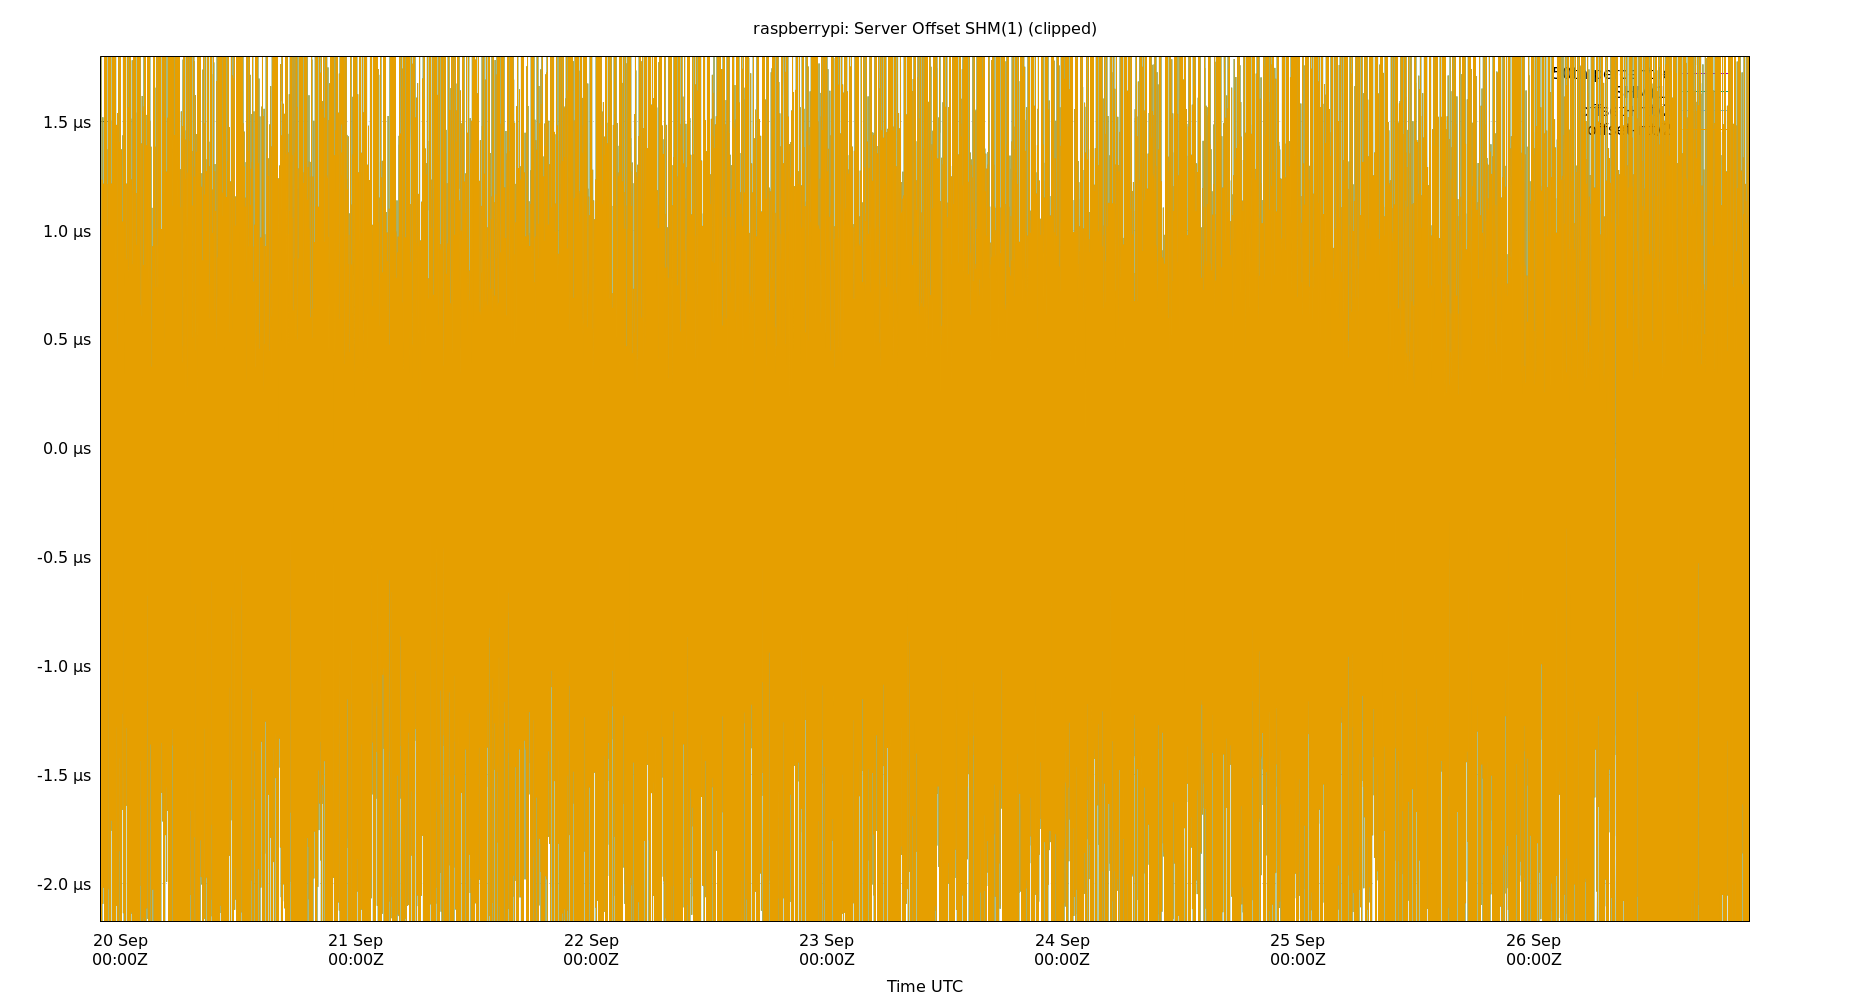 raspberrypi: Server Offset SHM(1) (clipped)
1.5 µs
1.0 µs
0.5 µs
0.0 µs
-0.5 µs
-1.0 µs
-1.5 µs
-2.0 µs
20 Sep 21 Sep 22 Sep 23 Sep 24 Sep 25 Sep 26 Sep
00:00Z 00:00Z 00:00Z 00:00Z 00:00Z 00:00Z 00:00Z
Time UTC